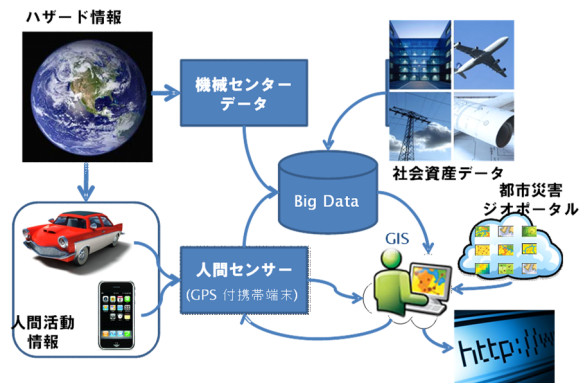 ハザード情報
機械センター
データ
社会資産データ
Big Data
都市災害
ジオポータル
GIS
人間センサー
(GPS 付携帯端末)
人間活動
情報
http://w